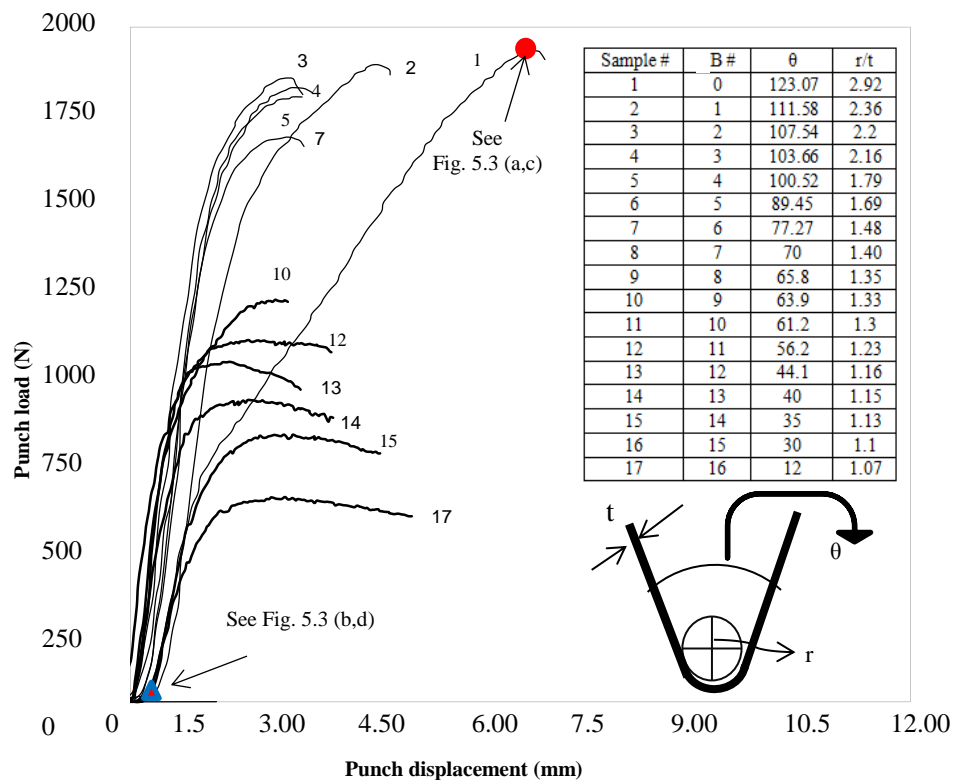 2000
1750
1500
1250
1000
750
500
250
0
Punch load (N)
0 1.5 3.00 4.50 6.00 7.5 9.00 10.5 12.00
Punch displacement (mm)
3
4
5
7
2
1
10
12
13
14
15
17
See
Fig. 5.3 (a,c)
See Fig. 5.3 (b,d)
Sample # B # θ r/t
1 0 123.07 2.92
2 1 111.58 2.36
3 2 107.54 2.2
4 3 103.66 2.16
5 4 100.52 1.79
6 5 89.45 1.69
7 6 77.27 1.48
8 7 70 1.40
9 8 65.8 1.35
10 9 63.9 1.33
11 10 61.2 1.3
12 11 56.2 1.23
13 12 44.1 1.16
14 13 40 1.15
15 14 35 1.13
16 15 30 1.1
17 16 12 1.07
t
θ
r